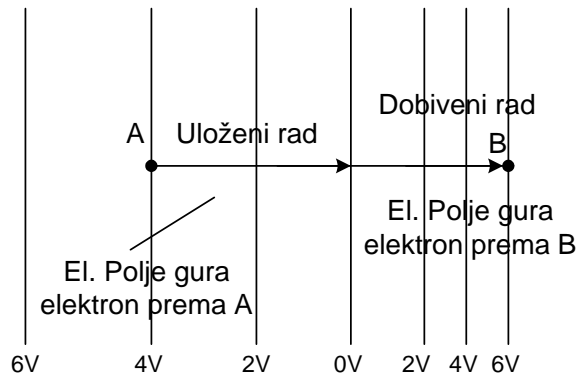 Dobiveni rad
A
Uloženi rad
B
El. Polje gura
elektron prema B
El. Polje gura
elektron prema A
6V
4V
2V
0V
2V
4V
6V